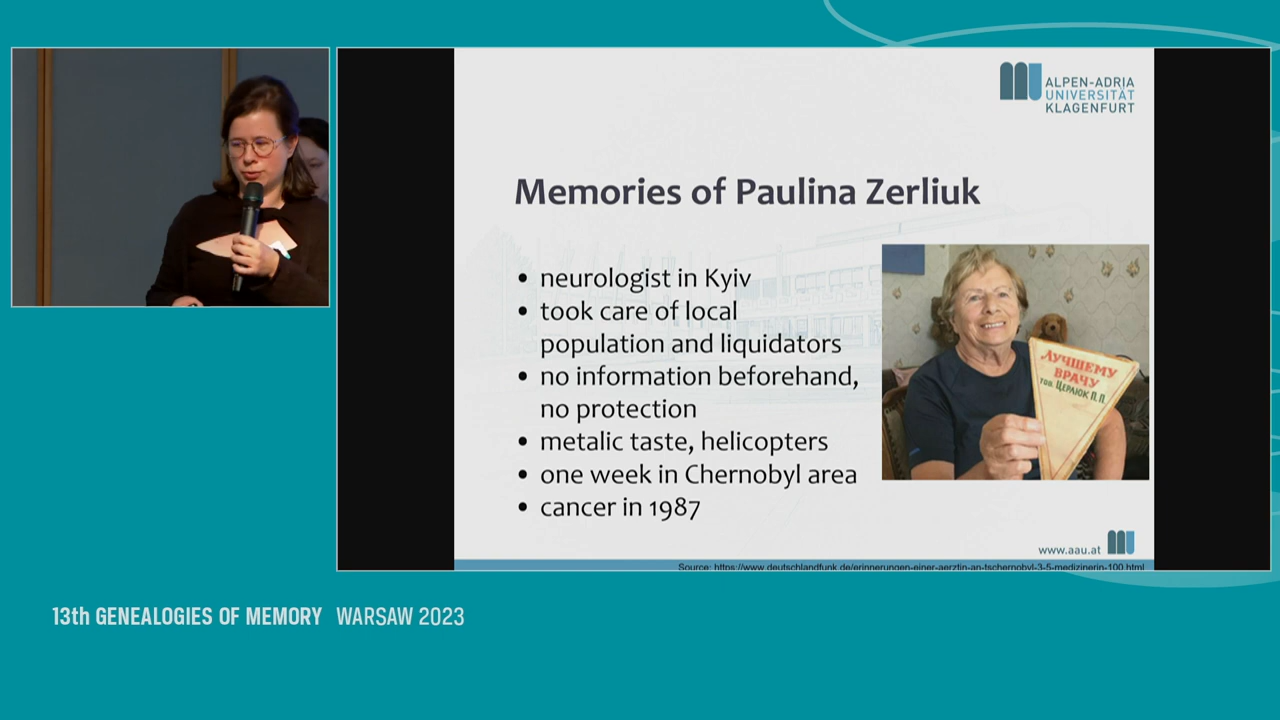 ALPEN-ADRIA
UNIVERSITÄT
KLAGENFURT
Memories of Paulina Zerliuk
• neurologist in Kyiv
• took care of local
population and liquidators
• no information beforehand,
no protection
• metalic taste, helicopters
• one week in Chernobyl area
• cancer in 1987
ЛУЧШЕМУ
ВРАЧУ
тов. ЦЕРЛЮК П.П.
www.aau.at
Source: https://www.deutschlandfunk.de/erinnerungen-einer-aerztin-an-tschernobyl-3-5-medizinerin-100.html
13th GENEALOGIES OF MEMORY WARSAW 2023